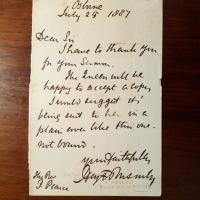 Osborne
July 25 1887
Dear Sir
I have to thank you
for your Sermon.
The Queen will be
happy to accept a copy
I would suggest its
being sent to her in a
plain cover like this one -
not bound.
Yours faithfully
Henry F. Ponsonby
The Rev
J. Pearce